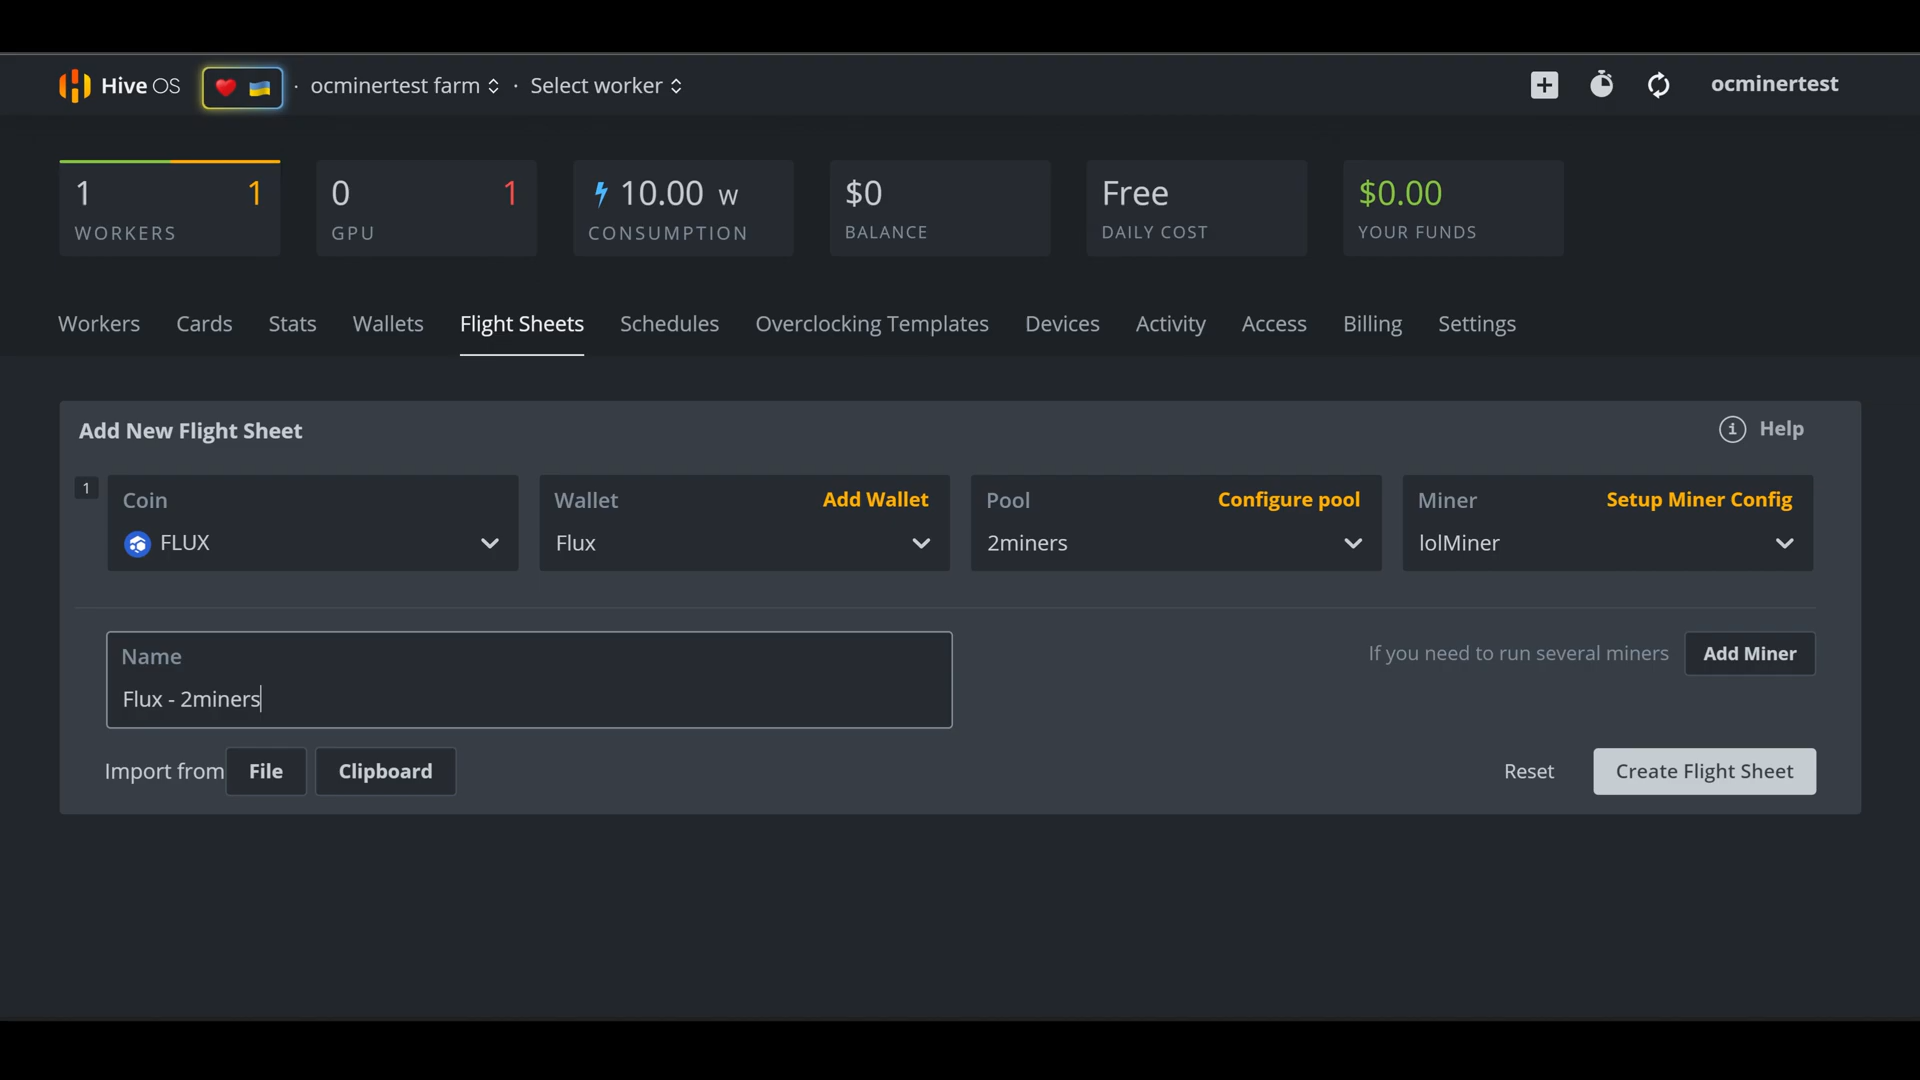 Hive OS · ocminertest farm · Select worker ocminertest
1 1 0 1 10.00 w $0 Free $0.00
WORKERS GPU CONSUMPTION BALANCE DAILY COST YOUR FUNDS
Workers Cards Stats Wallets Flight Sheets Schedules Overclocking Templates Devices Activity Access Billing Settings
Add New Flight Sheet Help
1 Coin Wallet Add Wallet Pool Configure pool Miner Setup Miner Config
FLUX Flux 2miners lolMiner
Name If you need to run several miners Add Miner
Flux - 2miners
Import from File Clipboard Reset Create Flight Sheet